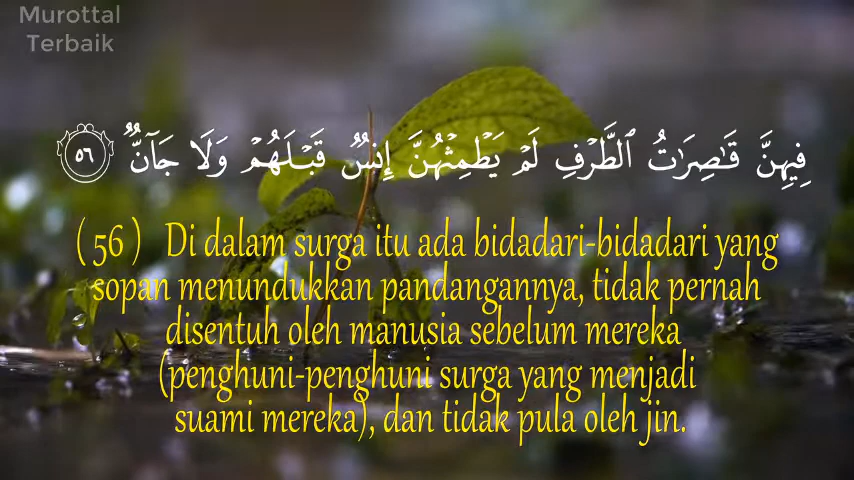 Murottal
Terbaik
فِيهِنَّ قَـٰصِرَٰتُ ٱلطَّرْفِ لَمْ يَطْمِثْهُنَّ إِنسٌ قَبْلَهُمْ وَلَا جَآنٌّ ٥٦
( 56 ) Di dalam surga itu ada bidadari-bidadari yang
sopan menundukkan pandangannya, tidak pernah
disentuh oleh manusia sebelum mereka
(penghuni-penghuni surga yang menjadi
suami mereka), dan tidak pula oleh jin.